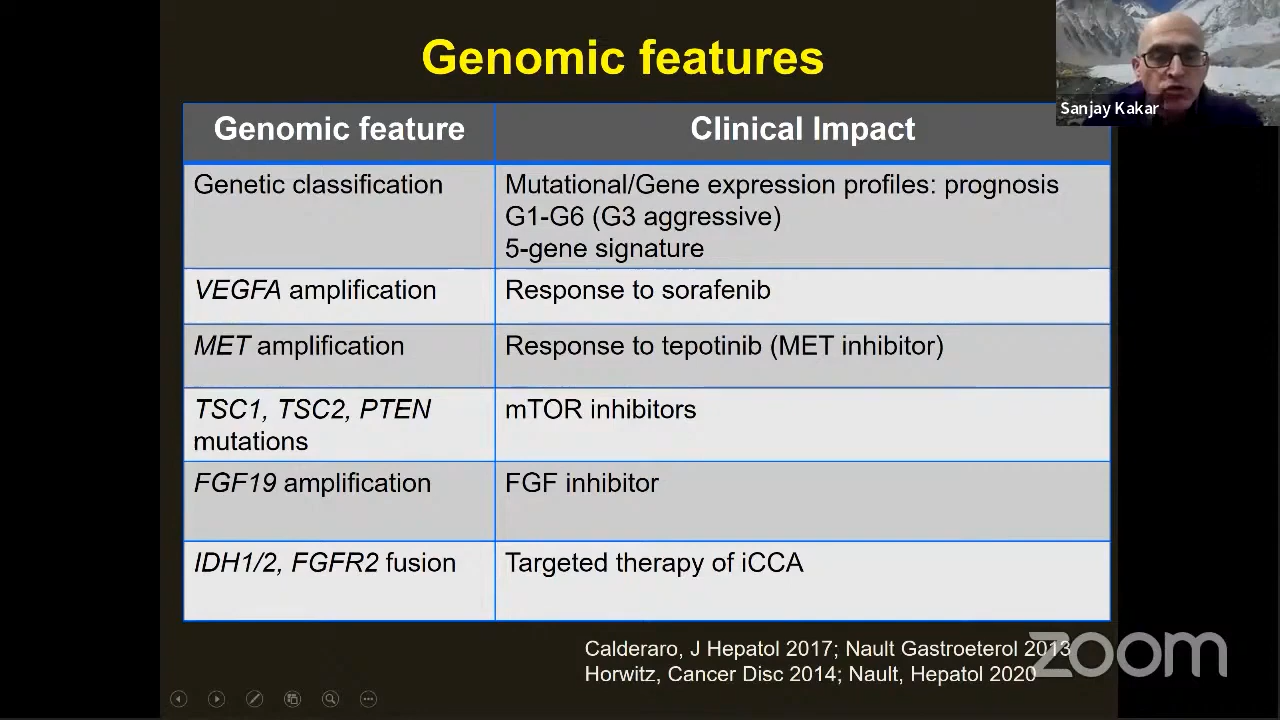 Genomic features
Sanjay Kakar
Genomic feature
Clinical Impact
Genetic classification
Mutational/Gene expression profiles: prognosis
G1-G6 (G3 aggressive)
5-gene signature
VEGFA amplification
Response to sorafenib
MET amplification
Response to tepotinib (MET inhibitor)
TSC1, TSC2, PTEN
mutations
mTOR inhibitors
FGF19 amplification
FGF inhibitor
IDH1/2, FGFR2 fusion
Targeted therapy of iCCA
Calderaro, J Hepatol 2017; Nault Gastroeterol 2013
Horwitz, Cancer Disc 2014; Nault, Hepatol 2020
zoom